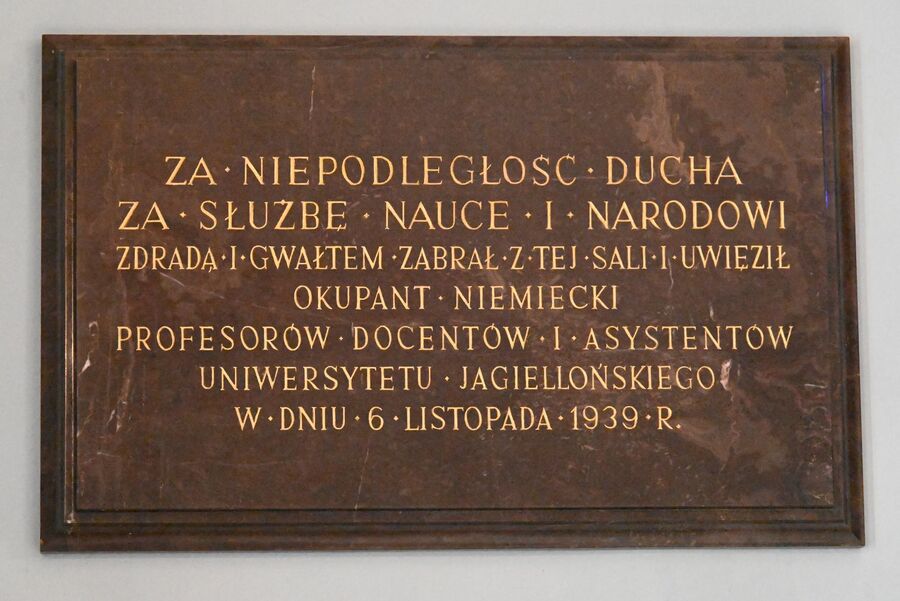 ZA · NIEPODLEGŁOŚĆ · DUCHA
ZA · SŁUŻBĘ · NAUCE · I · NARODOWI
ZDRADĄ · I · GWAŁTEM · ZABRAŁ · Z · TEJ · SALI · I · UWIĘZIŁ
OKUPANT · NIEMIECKI
PROFESORÓW · DOCENTÓW · I · ASYSTENTÓW
UNIWERSYTETU · JAGIELLOŃSKIEGO
W · DNIU · 6 · LISTOPADA · 1939 · R.